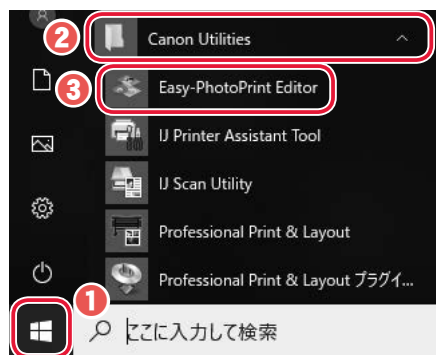 2 Canon Utilities
3 Easy-PhotoPrint Editor
IJ Printer Assistant Tool
IJ Scan Utility
Professional Print & Layout
Professional Print & Layout プラグイ...
1
ここに入力して検索